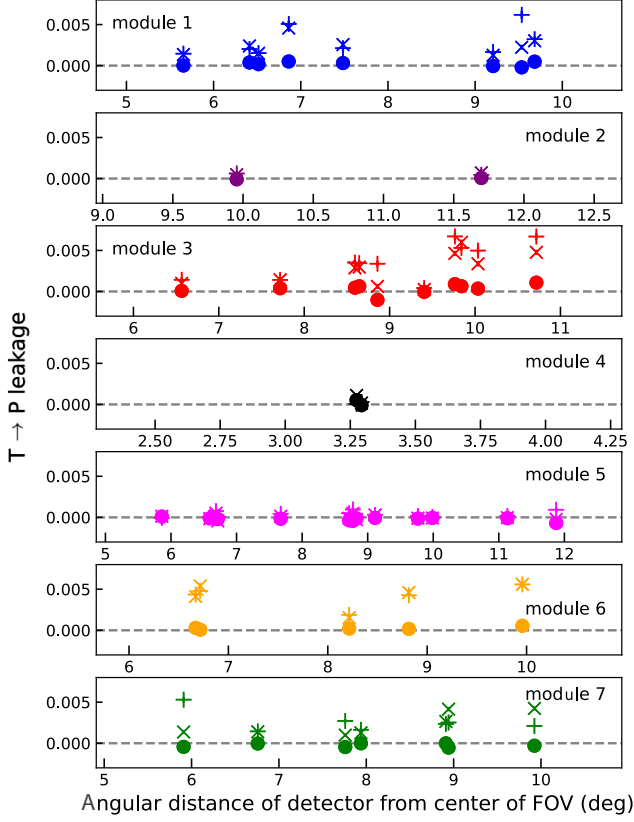 module 1
0.005
0.000
5 6 7 8 9 10
module 2
0.005
0.000
9.0 9.5 10.0 10.5 11.0 11.5 12.0 12.5
module 3
0.005
0.000
6 7 8 9 10 11
T → P leakage
module 4
0.005
0.000
2.50 2.75 3.00 3.25 3.50 3.75 4.00 4.25
module 5
0.005
0.000
5 6 7 8 9 10 11 12
module 6
0.005
0.000
6 7 8 9 10
module 7
0.005
0.000
5 6 7 8 9 10
Angular distance of detector from center of FOV (deg)